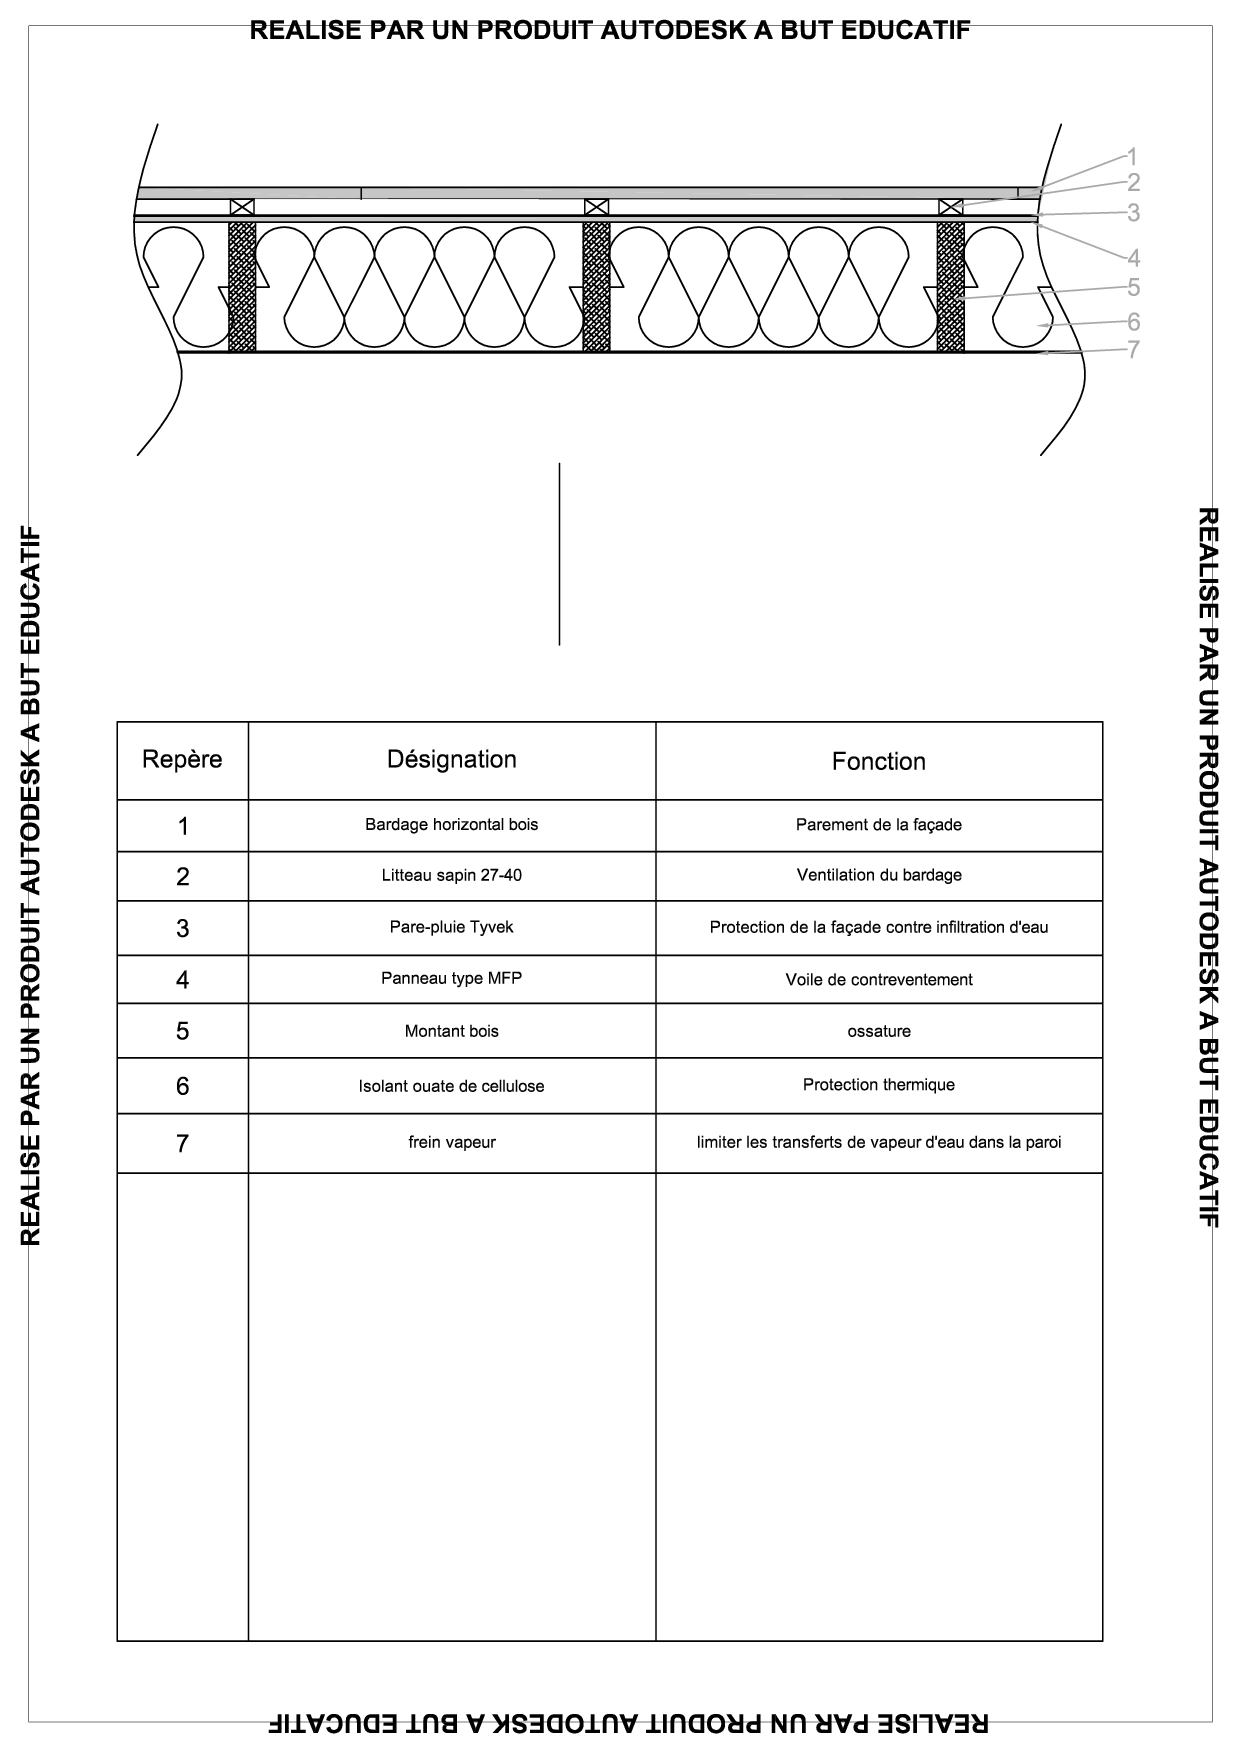 REALISE PAR UN PRODUIT AUTODESK A BUT EDUCATIF
1
2
3
4
5
6
7
REALISE PAR UN PRODUIT AUTODESK A BUT EDUCATIF
REALISE PAR UN PRODUIT AUTODESK A BUT EDUCATIF
Repère Désignation Fonction
1 Bardage horizontal bois Parement de la façade
2 Litteau sapin 27-40 Ventilation du bardage
3 Pare-pluie Tyvek Protection de la façade contre infiltration d'eau
4 Panneau type MFP Voile de contreventement
5 Montant bois ossature
6 Isolant ouate de cellulose Protection thermique
7 frein vapeur limiter les transferts de vapeur d'eau dans la paroi
REALISE PAR UN PRODUIT AUTODESK A BUT EDUCATIF